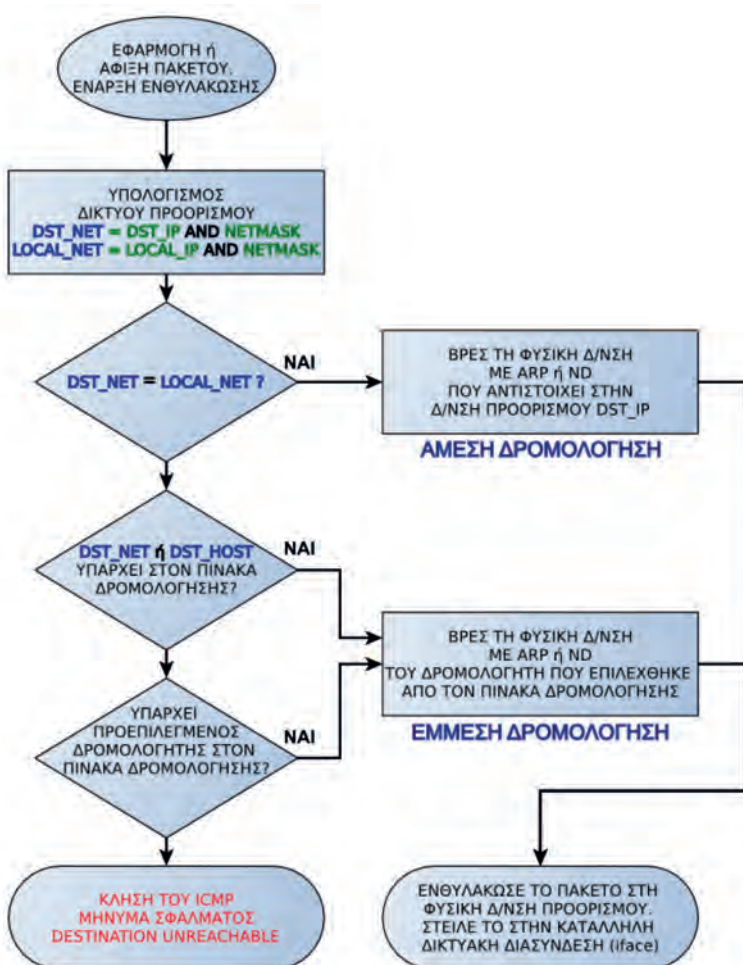 ΕΦΑΡΜΟΓΗ ή
ΑΦΙΞΗ ΠΑΚΕΤΟΥ.
ΕΝΑΡΞΗ ΕΝΘΥΛΑΚΩΣΗΣ
ΥΠΟΛΟΓΙΣΜΟΣ
ΔΙΚΤΥΟΥ ΠΡΟΟΡΙΣΜΟΥ
DST_NET = DST_IP AND NETMASK
LOCAL_NET = LOCAL_IP AND NETMASK
DST_NET = LOCAL_NET ?
ΝΑΙ
ΒΡΕΣ ΤΗ ΦΥΣΙΚΗ Δ/ΝΣΗ
ΜΕ ARP ή ND
ΠΟΥ ΑΝΤΙΣΤΟΙΧΕΙ ΣΤΗΝ
Δ/ΝΣΗ ΠΡΟΟΡΙΣΜΟΥ DST_IP
ΑΜΕΣΗ ΔΡΟΜΟΛΟΓΗΣΗ
DST_NET ή DST_HOST
ΥΠΑΡΧΕΙ ΣΤΟΝ ΠΙΝΑΚΑ
ΔΡΟΜΟΛΟΓΗΣΗΣ?
ΝΑΙ
ΒΡΕΣ ΤΗ ΦΥΣΙΚΗ Δ/ΝΣΗ
ΜΕ ARP ή ND
ΤΟΥ ΔΡΟΜΟΛΟΓΗΤΗ ΠΟΥ ΕΠΙΛΕΧΘΗΚΕ
ΑΠΟ ΤΟΝ ΠΙΝΑΚΑ ΔΡΟΜΟΛΟΓΗΣΗΣ
ΕΜΜΕΣΗ ΔΡΟΜΟΛΟΓΗΣΗ
ΥΠΑΡΧΕΙ
ΠΡΟΕΠΙΛΕΓΜΕΝΟΣ
ΔΡΟΜΟΛΟΓΗΤΗΣ ΣΤΟΝ
ΠΙΝΑΚΑ ΔΡΟΜΟΛΟΓΗΣΗΣ?
ΝΑΙ
ΚΛΗΣΗ ΤΟΥ ICMP
ΜΗΝΥΜΑ ΣΦΑΛΜΑΤΟΣ
DESTINATION UNREACHABLE
ΕΝΘΥΛΑΚΩΣΕ ΤΟ ΠΑΚΕΤΟ ΣΤΗ
ΦΥΣΙΚΗ Δ/ΝΣΗ ΠΡΟΟΡΙΣΜΟΥ.
ΣΤΕΙΛΕ ΤΟ ΣΤΗΝ ΚΑΤΑΛΛΗΛΗ
ΔΙΚΤΥΑΚΗ ΔΙΑΣΥΝΔΕΣΗ (iface)